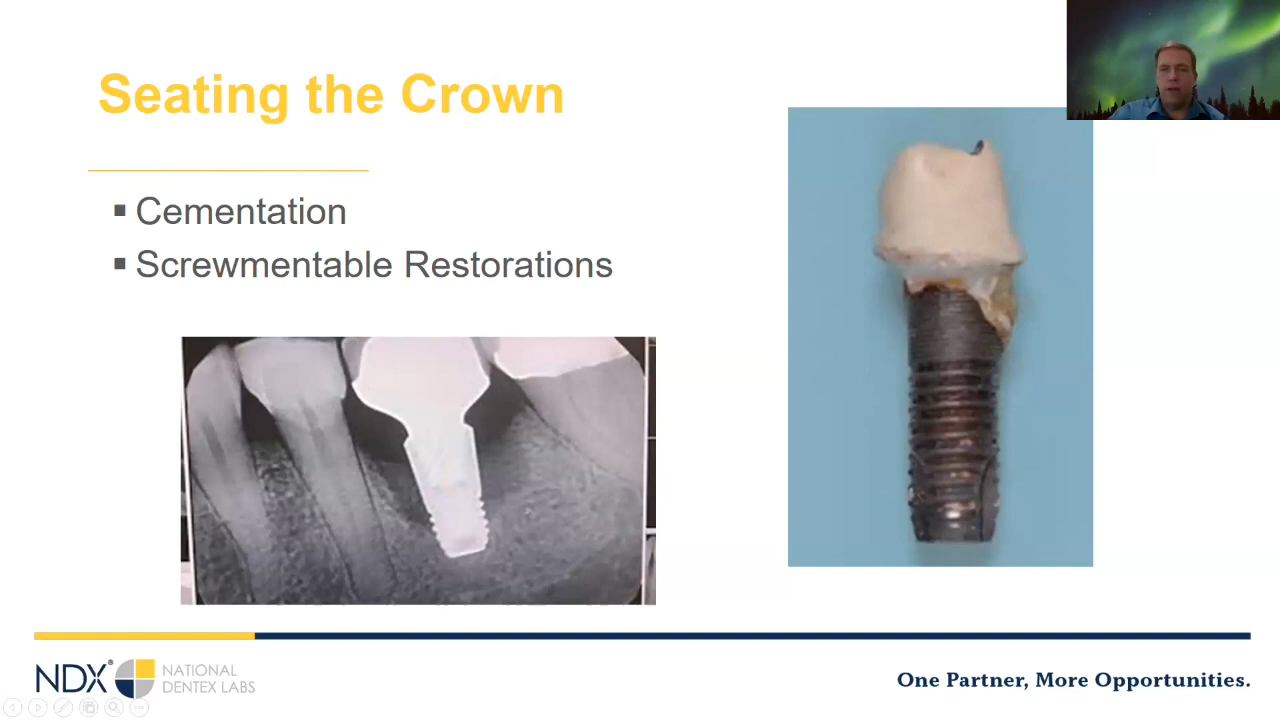 Seating the Crown
▪ Cementation
▪ Screwmentable Restorations
NDX® NATIONAL
DENTEX LABS
One Partner, More Opportunities.